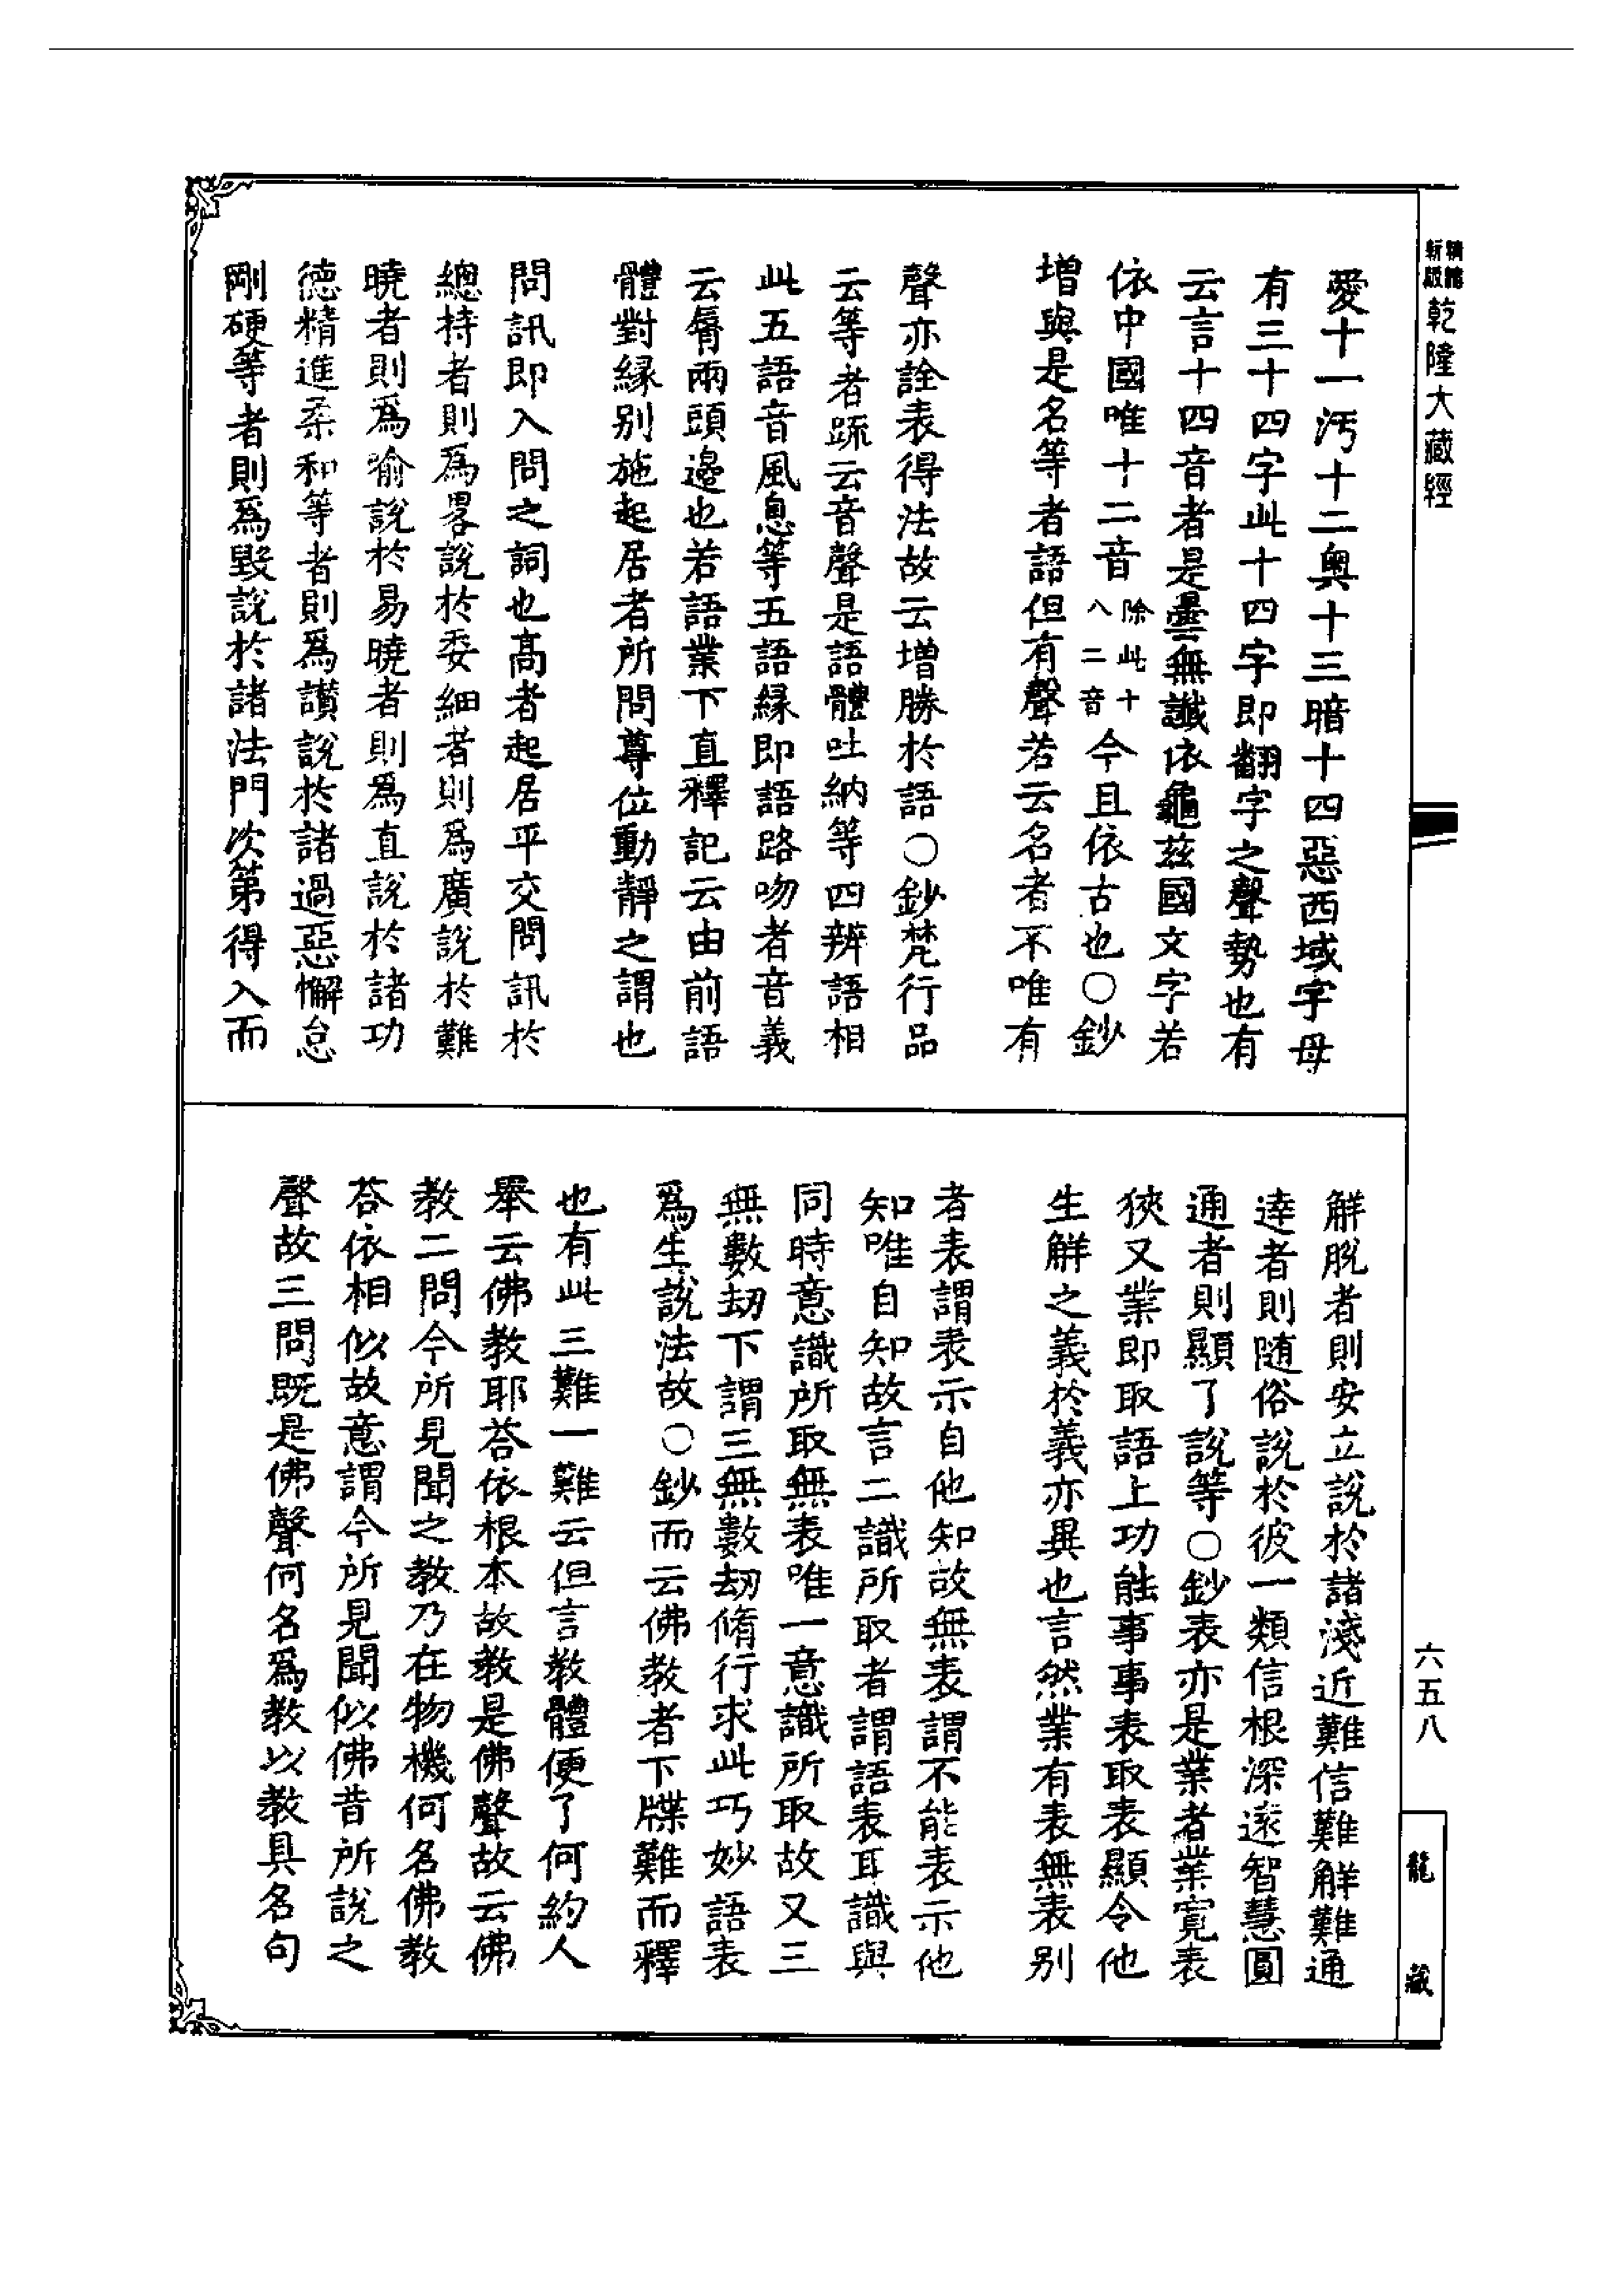 精縮新版乾隆大藏經
愛十一污十二奧十三暗十四惡西域字母
有三十四字此十四字即翻字之聲勢也有
云言十四音者是曇無讖依龜茲國文字若
依中國唯十二音除此十八二音今且依古也○鈔
增與是名等者語但有聲若云名者不唯有
聲亦詮表得法故云增勝於語○鈔梵行品
云等者疏云音聲是語體吐納等四辨語相
此五語音風息等五語緣即語路吻者音義
云脣兩頭邊也若語業下直釋記云由前語
體對緣別施起居者所問尊位動靜之謂也
問訊即入問之詞也高者起居平交問訊於
總持者則為畧說於委細者則為廣說於難
曉者則為喻說於易曉者則為直說於諸功
德精進柔和等者則為讚說於諸過惡懈怠
剛硬等者則爲毀說於諸法門次第得入而
解脫者則安立說於諸淺近難信難解難通
達者則随俗說於彼一類信根深遠智慧圓
通者則顯了說等○鈔表亦是業者業寬表
狹又業即取語上功能事事表取表顯令他
生解之義於義亦異也言然業有表無表別
者表謂表示自他知故無表謂不能表示他
知唯自知故言二識所取者謂語表耳識與
同時意識所取無表唯一意識所取故又三
無數劫下謂三無數劫脩行求此巧妙語表
爲生說法故○鈔而云佛教者下牒難而釋
也有此三難一難云但言教體便了何約人
舉云佛教耶荅依根本故教是佛聲故云佛
教二問今所見聞之教乃在物機何名佛教
荅依相似故意謂今所見聞似佛昔所說之
聲故三問既是佛聲何名爲教以教具名句
六五八
龍藏